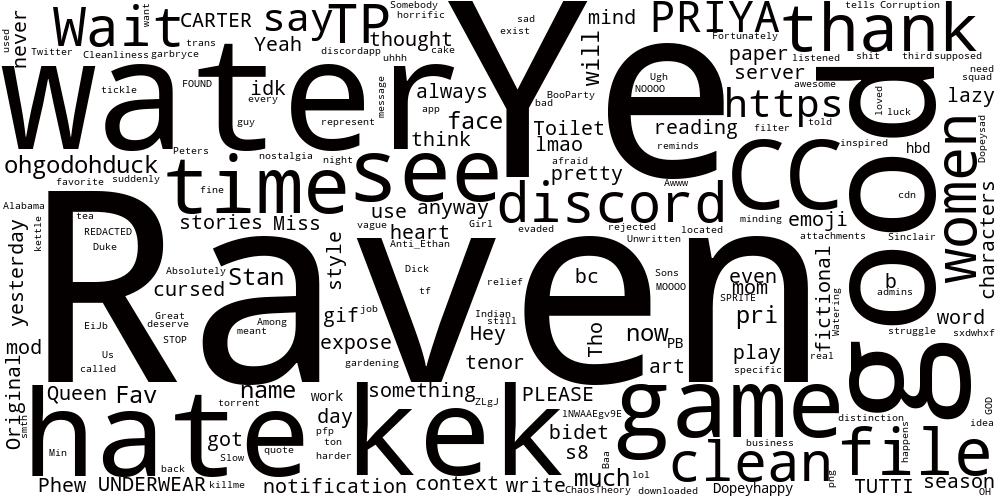 used
never
Twitter
Wait
want
CARTER
say
TP
Somebody
horrific
Ye
sad
exist
mind
PRIYA
tells
Corruption
thank
Cleanliness
garbryce
trans
Yeah
discordapp
thought
cake
uhhh
will
Fortunately
paper
listened
shit
third
supposed
need
squad
Water
tickle
FOUND
idk
every
guy
represent
message
always
app
face
think
bad
BooParty
Toilet
lmao
afraid
pretty
Ugh
NOOOO
reading
reminds
Awww
server
awesome
https
filter
told
good
loved
luck
lazy
inspired
hbd
women
Dopeysad
ohgodohduck
Peters
nostalgia
night
favorite
suddenly
time
fine
see
discord
CC
minding
emoji
cdn
characters
Alabama
kettle
tea
REDACTED
Duke
stories
Miss
use
anyway
vague
heart
Girl
evaded
rejected
located
Unwritten
attachments
Sinclair
yesterday
Raven
Absolutely
cursed
Stan
style
Anti_Ethan
Dick
tf
relief
bc
Sons
MOOOO
even
mom
SPRITE
pri
fictional
Watering
b
admins
EiJb
Great
deserve
STOP
Among
meant
gif
job
Indian
still
Hey
Tho
now
PB
play
real
struggle
word
sxdwhxf
mod
Us
called
expose
gardening
tenor
art
specific
Original
smth
Queen
Fav
name
torrent
work
something
ZLgJ
PLEASE
game
distinction
GOD
idea
hate
day
pfp
ton
harder
kek
1NWAAEgv9E
bidet
s8
Baa
business
clean
file
happens
Min
got
Slow
quote
back
killme
much
lol
png
Phew
UNDERWEAR
notification
context
write
ChaosTheory
downloaded
Dopeyhappy
TUTTI
season
OH